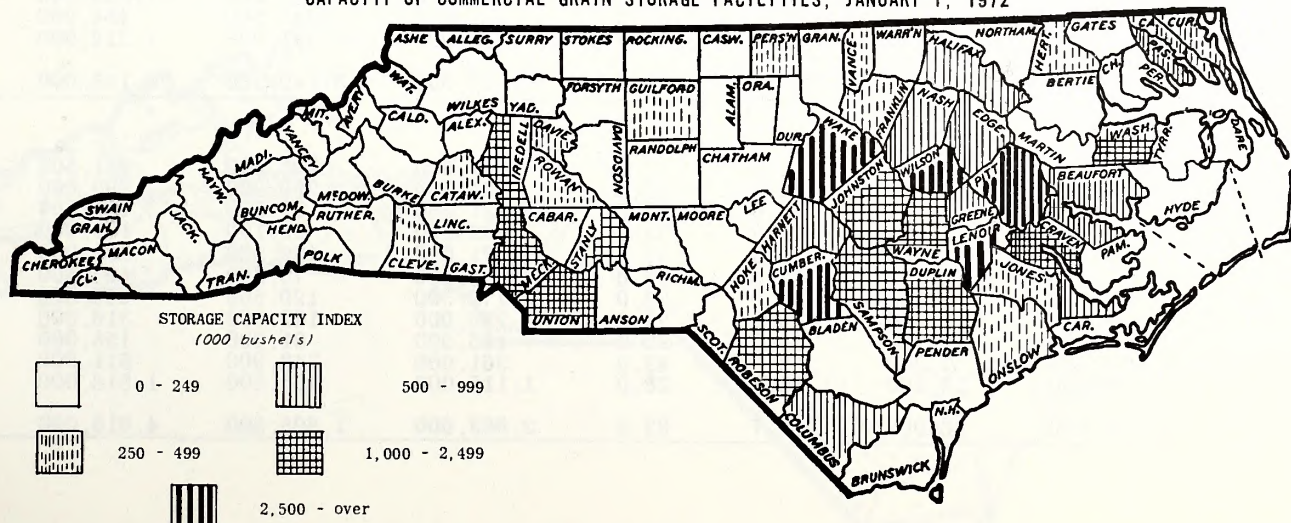 CAPACITY OF COMMERCIAL GRAIN STORAGE FACILITIES, JANUARY 1, 1972
ASHE ALLEG. SURRY STOKES ROCKING. CASW. PERS'N GRAN. VANCE WARR'N NORTHAM. HER. GATES CA. CUR.
HALIFAX PAS.
WAT. WILKES YAD. FORSYTH GUILFORD ALAM. ORA. DUR. FRANKLIN NASH BERTIE CH. PER.
MIT. AVERY CALD. ALEX. IREDELL DAVIE DAVIDSON RANDOLPH CHATHAM WAKE EDGE. MARTIN WASH. TYRR. DARE
MADI. YANCEY BURKE CATAW. ROWAN JOHNSTON WILSON PITT BEAUFORT HYDE
HAYW. BUNCOM. McDOW. LINC. CABAR. MONT. MOORE LEE HARNET GREENE
SWAIN JACH. HEND. RUTHER. STANLY WAYNE LENOIR CRAVEN PAM.
GRAH. MACON TRAN. POLK CLEVE. GAST. MECK. HOKE CUMBER. DUPLIN JONES
CHEROKEE RICHM.
CL. UNION ANSON SCOT. SAMPSON CAR.
ROBESON BLADEN PENDER ONSLOW
COLUMBUS N.H.
BRUNSWICK
STORAGE CAPACITY INDEX
(000 bushels)
0 - 249 500 - 999
250 - 499 1,000 - 2,499
2,500 - over